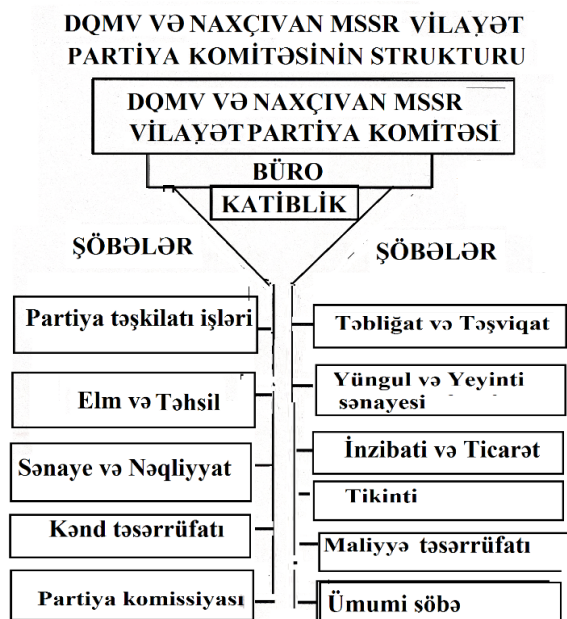 DQMV VƏ NAXÇIVAN MSSR VİLAYƏT
PARTİYA KOMİTƏSİNİN STRUKTURU
DQMV VƏ NAXÇIVAN MSSR
VİLAYƏT PARTİYA KOMİTƏSİ
BÜRO
KATİBLİK
ŞÖBƏLƏR
ŞÖBƏLƏR
Partiya təşkilatı işləri
Elm və Təhsil
Sənaye və Nəqliyyat
Kənd təsərrüfatı
Partiya komissiyası
Təbliğat və Təşviqat
Yüngul və Yeyinti
sənayesi
İnzibati və Ticarət
Tikinti
Maliyyə təsərrüfatı
Ümumi şöbə